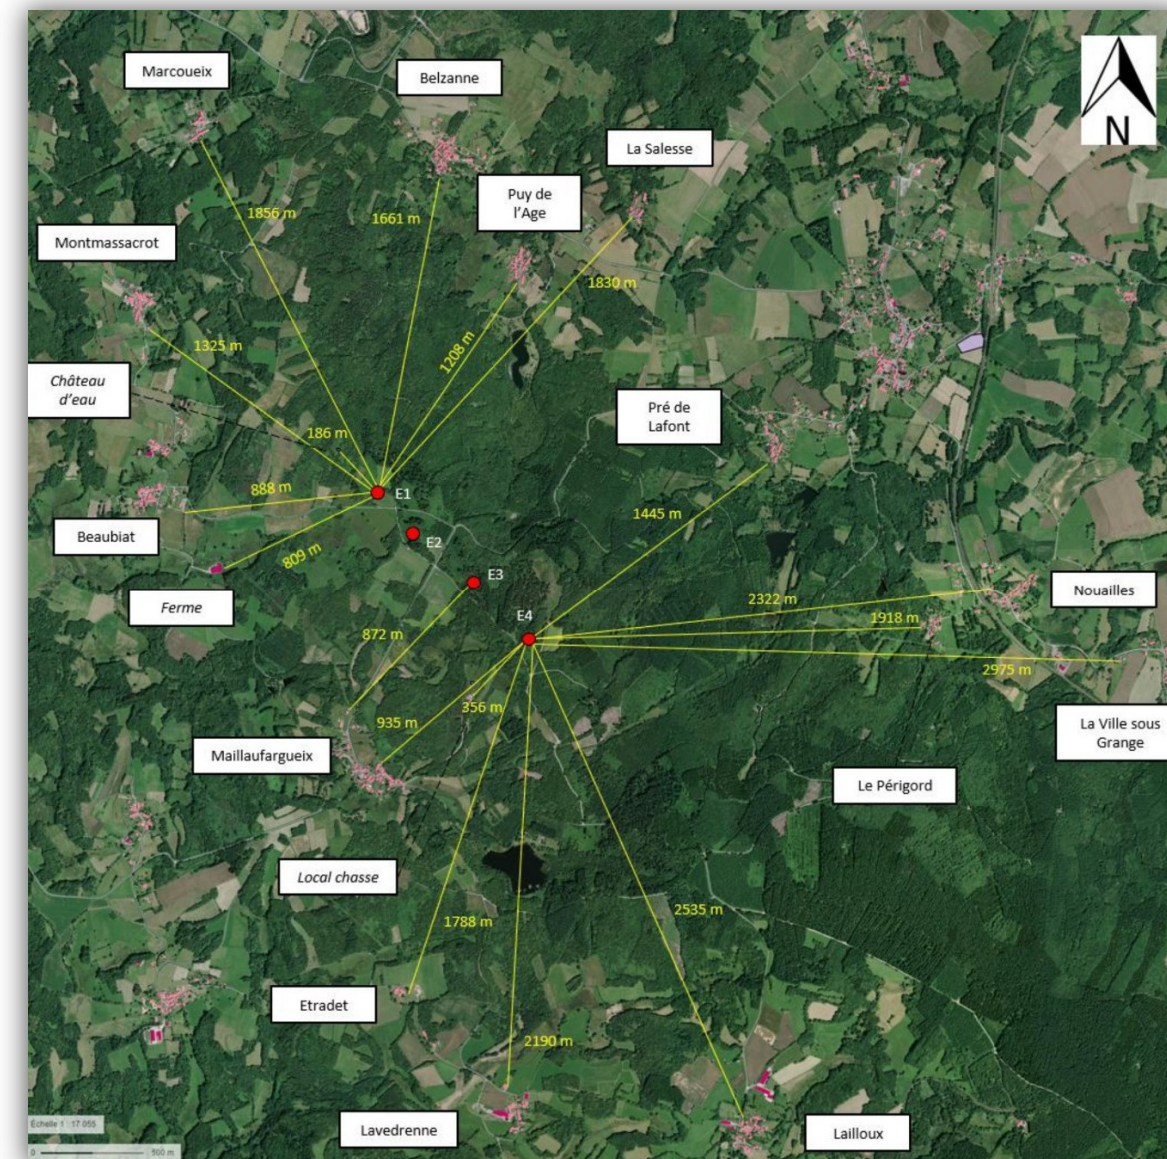 Marcoueix
Belzanne
N
La Salesse
Puy de
l'Age
1856 m
1661 m
Montmassacrot
1830 m
1325 m
1208 m
Château
d'eau
Pré de
Lafont
186 m
888 m
E1
1445 m
Beaubiat
E2
809 m
E3
Nouailles
Ferme
2322 m
E4
1918 m
872 m
2975 m
356 m
935 m
La Ville sous
Grange
Maillaufargueix
Le Périgord
Local chasse
2535 m
1788 m
Etradet
2190 m
Echelle 1 : 17 055
Lavedrenne
Lailloux
0 500 m